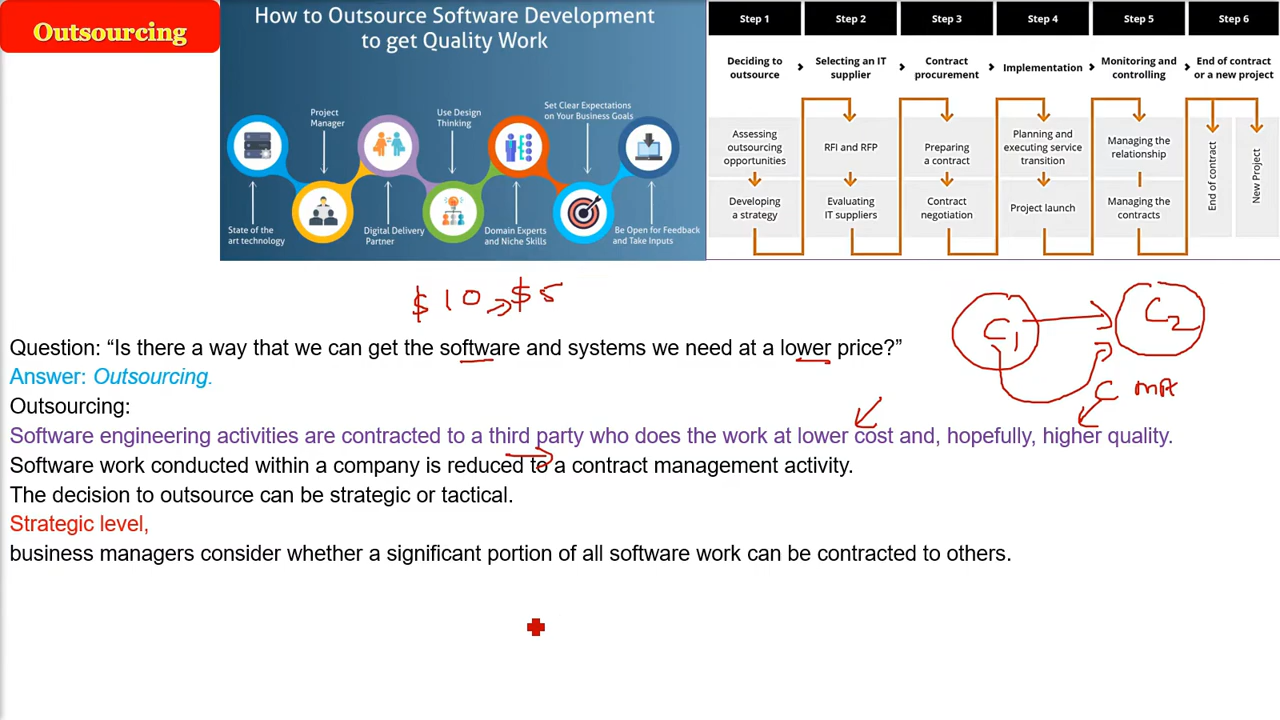 Outsourcing
How to Outsource Software Development
to get Quality Work
Project
Manager
Use Design
Thinking
Set Clear Expectations
on Your Business Goals
State of the
art technology
Digital Delivery
Partner
Domain Experts
and Niche Skills
Be Open for Feedback
and Take Inputs
Step 1
Step 2
Step 3
Step 4
Step 5
Step 6
Deciding to
outsource
Selecting an IT
supplier
Contract
procurement
Implementation
Monitoring and
controlling
End of contract
or a new project
Assessing
outsourcing
opportunities
RFI and RFP
Preparing
a contract
Planning and
executing service
transition
Managing the
relationship
Developing
a strategy
Evaluating
IT suppliers
Contract
negotiation
Project launch
Managing the
contracts
End of contract
New Project
$10 → $5
C1
C2
C MA
Question: “Is there a way that we can get the software and systems we need at a lower price?”
Answer: Outsourcing.
Outsourcing:
Software engineering activities are contracted to a third party who does the work at lower cost and, hopefully, higher quality.
Software work conducted within a company is reduced to a contract management activity.
The decision to outsource can be strategic or tactical.
Strategic level,
business managers consider whether a significant portion of all software work can be contracted to others.